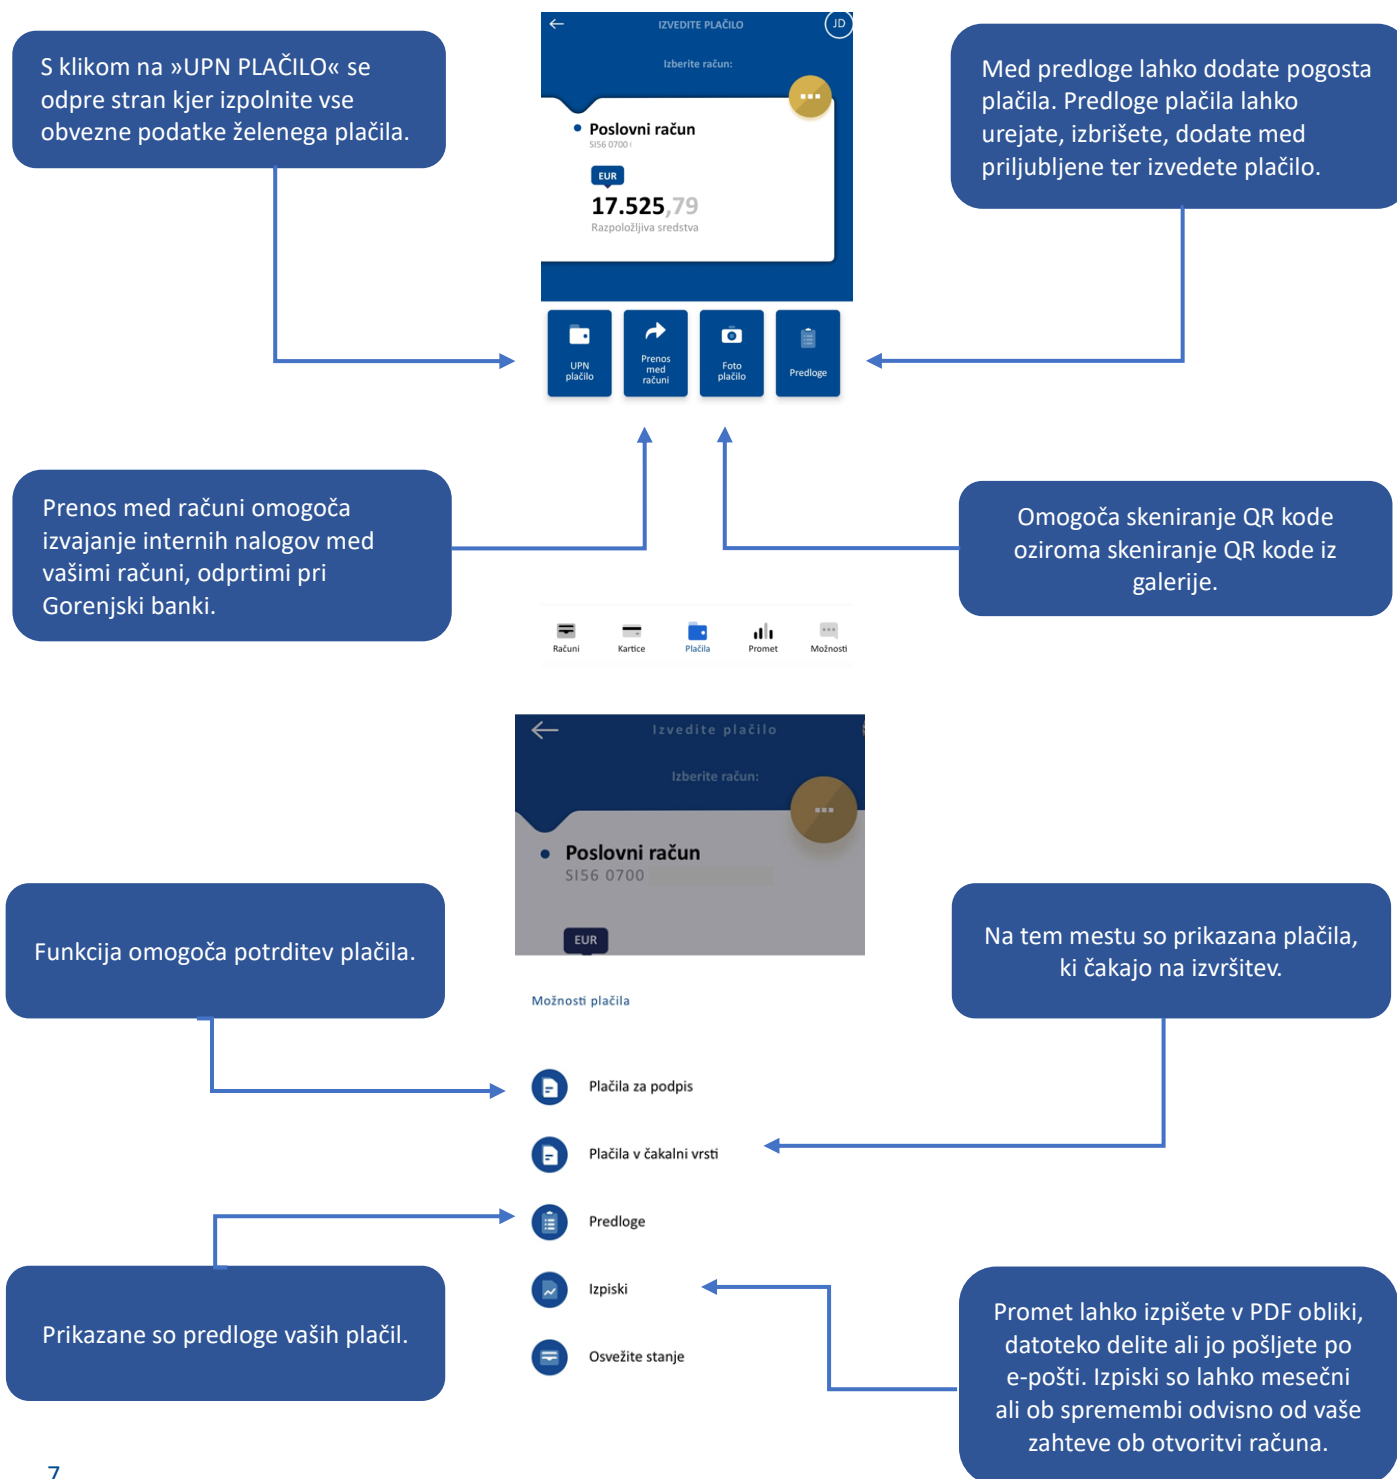 IZVEDITE PLAČILO
JD
Izberite račun:
S klikom na »UPN PLAČILO« se
odpre stran kjer izpolnite vse
obvezne podatke želenega plačila.
Med predloge lahko dodate pogosta
plačila. Predloge plačila lahko
urejate, izbrišete, dodate med
priljubljene ter izvedete plačilo.
Poslovni račun
SI56 0700
EUR
17.525,79
Razpoložljiva sredstva
UPN
plačilo
Prenos
med
računi
Foto
plačilo
Predloge
Prenos med računi omogoča
izvajanje internih nalogov med
vašimi računi, odprtimi pri
Gorenjski banki.
Omogoča skeniranje QR kode
oziroma skeniranje QR kode iz
galerije.
Računi
Kartice
Plačila
Promet
Možnosti
Izvedite plačilo
Izberite račun:
Poslovni račun
SI56 0700
EUR
Funkcija omogoča potrditev plačila.
Na tem mestu so prikazana plačila,
ki čakajo na izvršitev.
Možnosti plačila
Plačila za podpis
Plačila v čakalni vrsti
Predloge
Izpiski
Osvežite stanje
Prikazane so predloge vaših plačil.
Promet lahko izpišete v PDF obliki,
datoteko delite ali jo pošljete po
e-pošti. Izpiski so lahko mesečni
ali ob spremembi odvisno od vaše
zahteve ob otvoritvi računa.
7